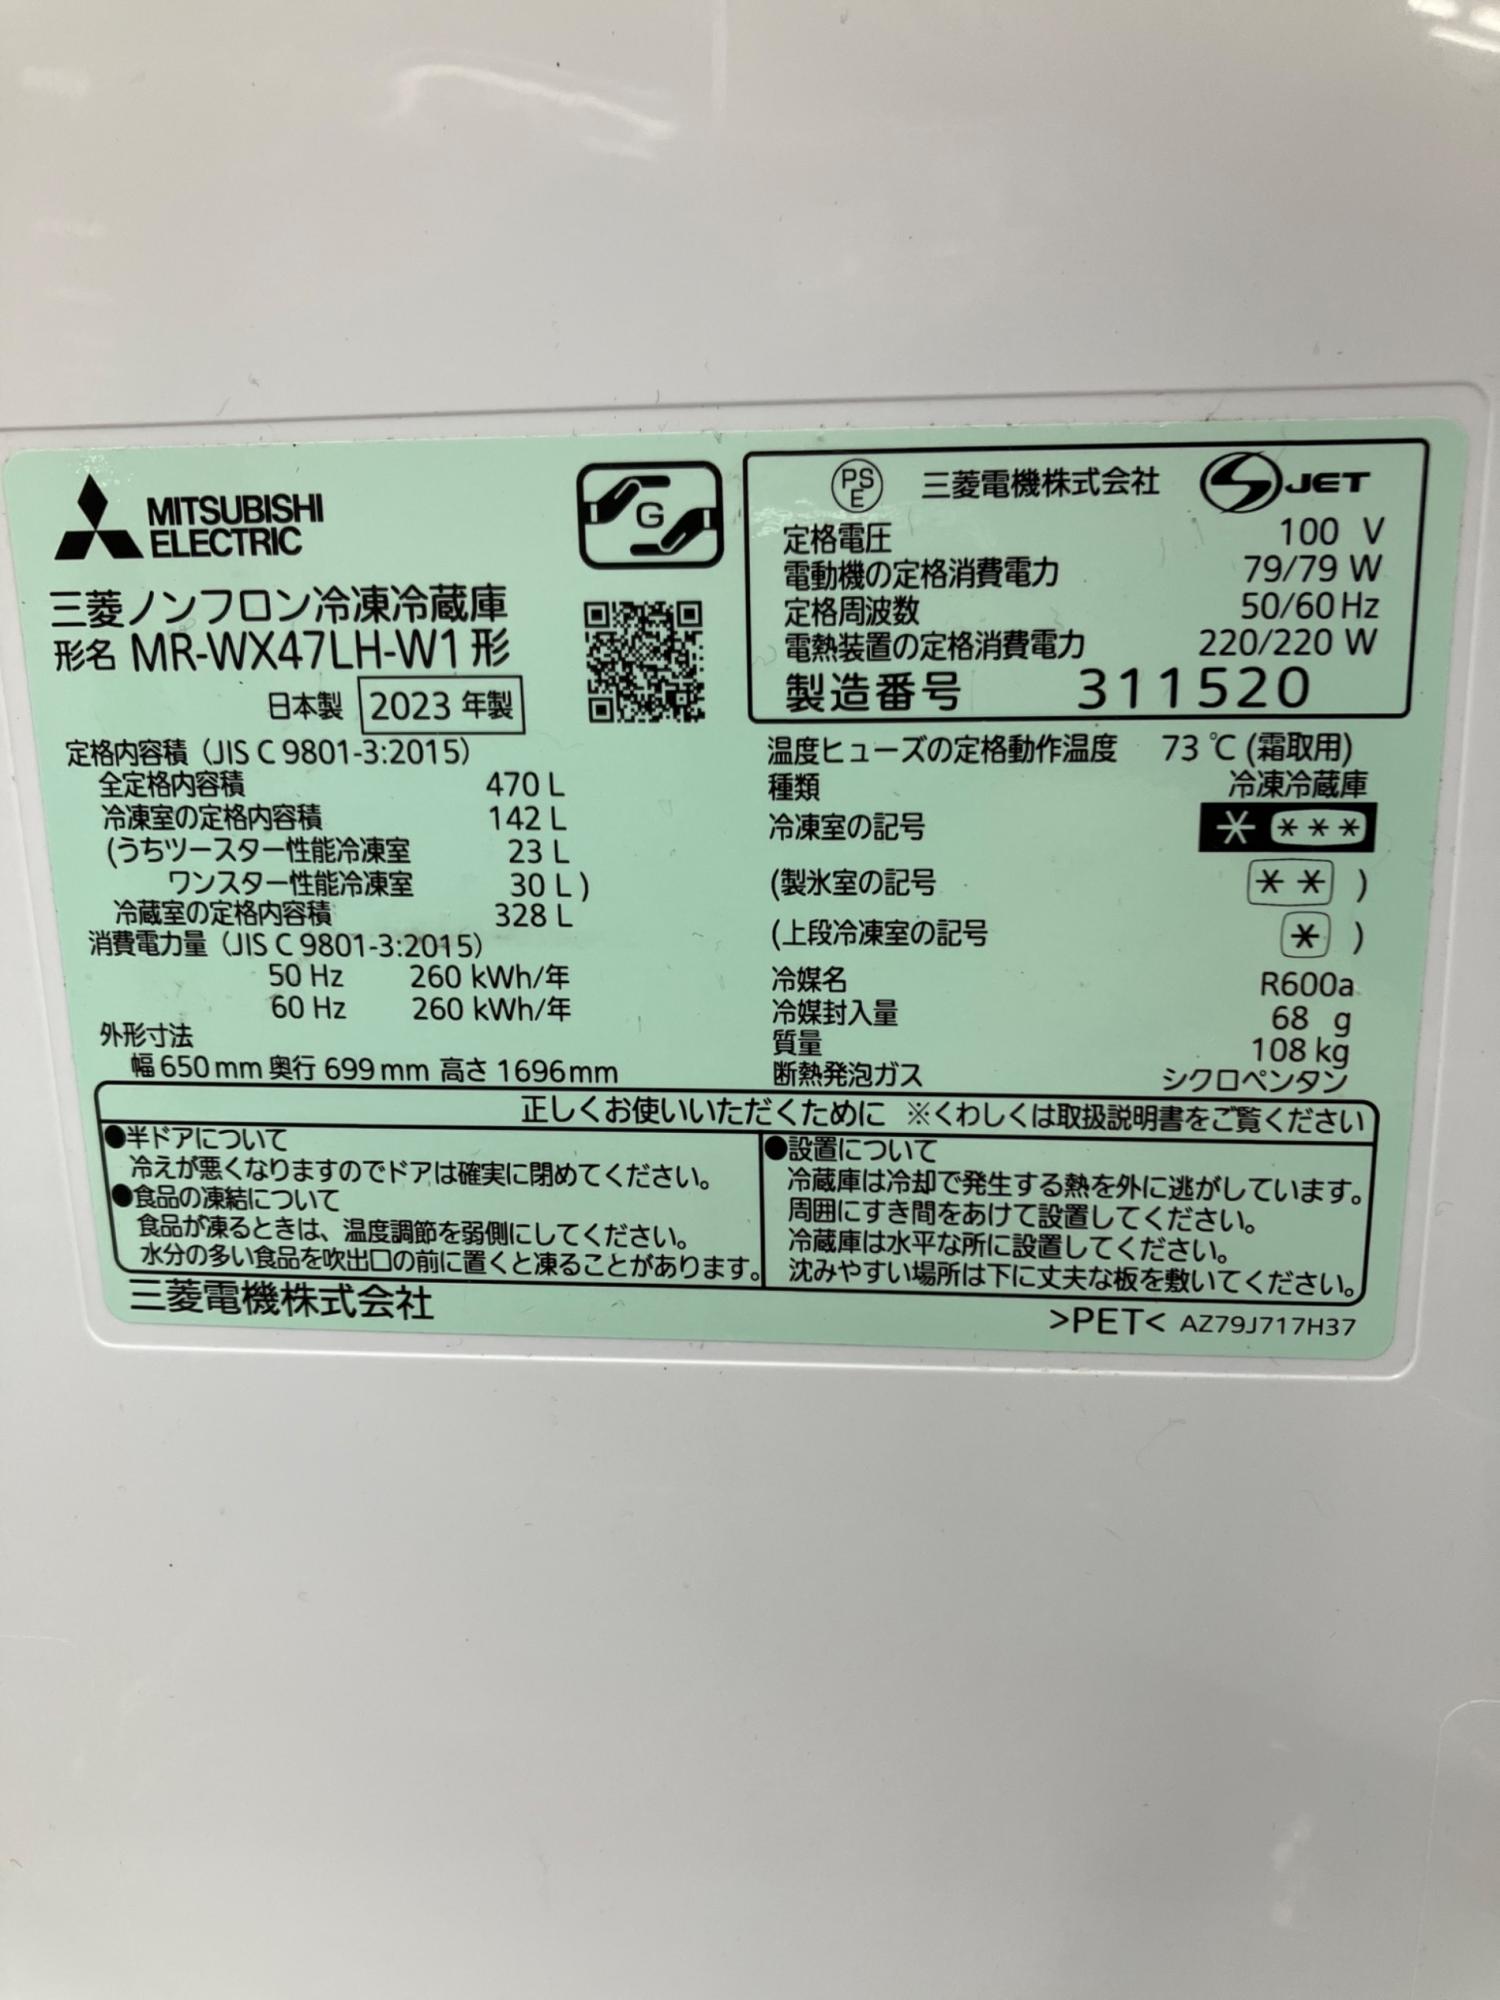 MITSUBISHI
ELECTRIC
G
三菱ノンフロン冷凍冷蔵庫
形名 MR-WX47LH-W1形
日本製 2023 年製
定格内容積（JIS C 9801-3:2015）
全定格内容積 470 L
冷凍室の定格内容積 142 L
(うちツースター性能冷凍室 23 L
ワンスター性能冷凍室 30 L )
冷蔵室の定格内容積 328 L
消費電力量（JIS C 9801-3:2015）
50 Hz 260 kWh/年
60 Hz 260 kWh/年
外形寸法
幅 650 mm 奥行 699 mm 高さ 1696 mm
PS
E
三菱電機株式会社 JET
定格電圧 100 V
電動機の定格消費電力 79/79 W
定格周波数 50/60 Hz
電熱装置の定格消費電力 220/220 W
製造番号 311520
温度ヒューズの定格動作温度 73 ℃ (霜取用)
種類 冷凍冷蔵庫
冷凍室の記号 * ***
(製氷室の記号 ** )
(上段冷凍室の記号 * )
冷媒名 R600a
冷媒封入量 68 g
質量 108 kg
断熱発泡ガス シクロペンタン
正しくお使いいただくために ※くわしくは取扱説明書をご覧ください
●半ドアについて
冷えが悪くなりますのでドアは確実に閉めてください。
●食品の凍結について
食品が凍るときは、温度調節を弱側にしてください。
水分の多い食品を吹出口の前に置くと凍ることがあります。
●設置について
冷蔵庫は冷却で発生する熱を外に逃がしています。
周囲にすき間をあけて設置してください。
冷蔵庫は水平な所に設置してください。
沈みやすい場所は下に丈夫な板を敷いてください。
三菱電機株式会社
>PET< AZ79J717H37